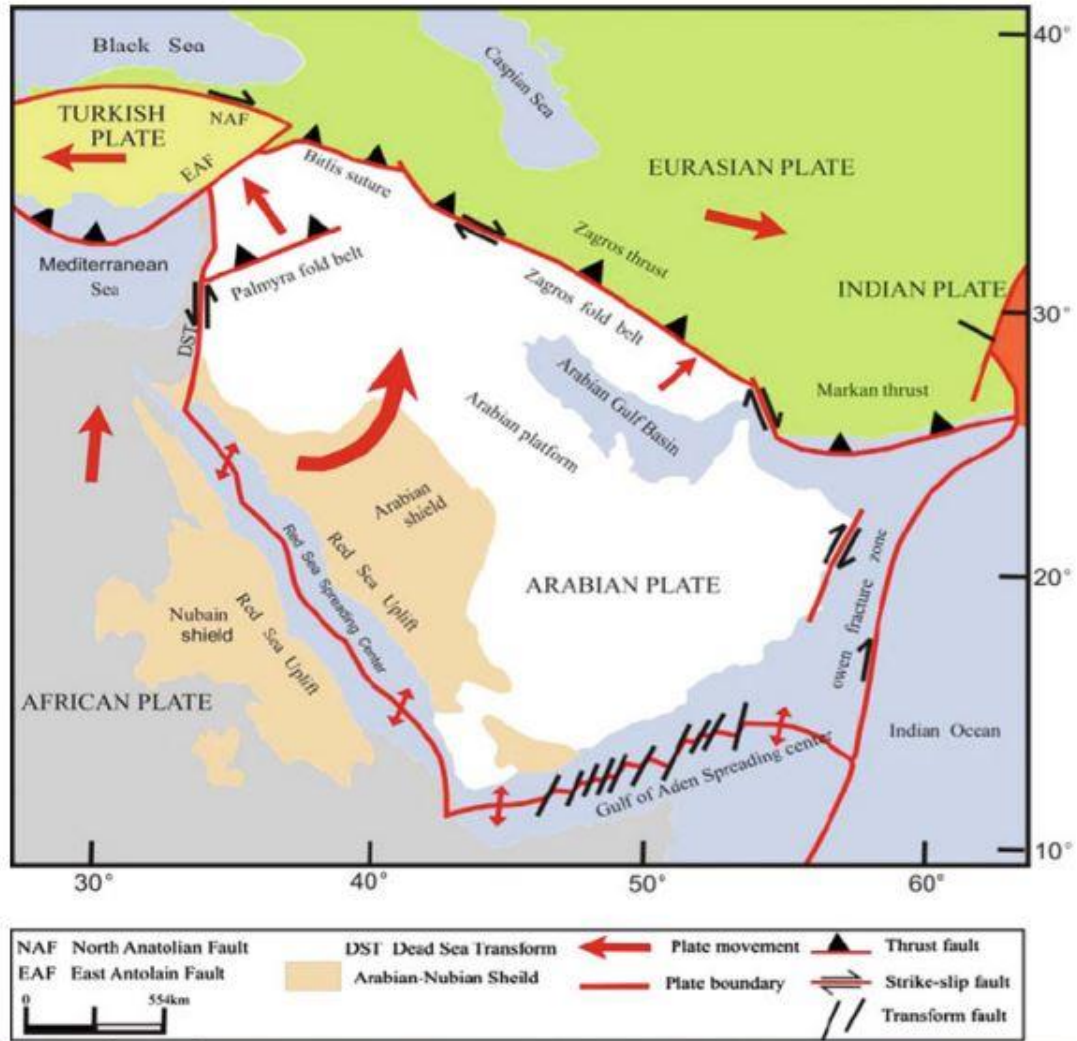 Black Sea
Caspian Sea
40°
TURKISH
PLATE
NAF
EAF
Bitlis suture
EURASIAN PLATE
Mediterranean
Sea
Palmyra fold belt
Zagros thrust
Zagros fold belt
INDIAN PLATE
30°
DST
Arabian Gulf Basin
Markan thrust
Arabian platform
Arabian
shield
Red Sea Uplift
Red Sea Spreading Center
ARABIAN PLATE
20°
Nubain
shield
Red Sea Uplift
owen fracture zone
AFRICAN PLATE
Indian Ocean
Gulf of Aden Spreading center
10°
30°
40°
50°
60°
NAF North Anatolian Fault
EAF East Antolain Fault
0 554km
DST Dead Sea Transform
Arabian-Nubian Sheild
Plate movement
Plate boundary
Thrust fault
Strike-slip fault
Transform fault